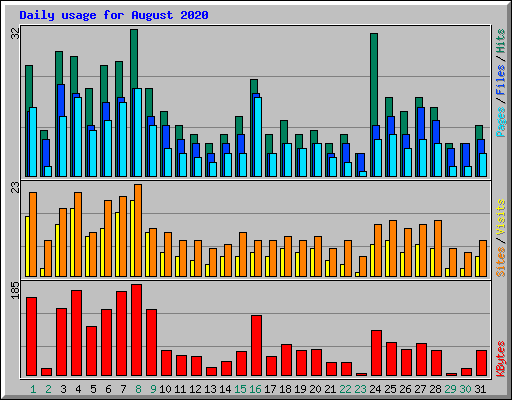 Daily usage for August 2020
32
Pages / Files / Hits
23
Sites / Visits
185
KBytes
1 2 3 4 5 6 7 8 9 10 11 12 13 14 15 16 17 18 19 20 21 22 23 24 25 26 27 28 29 30 31